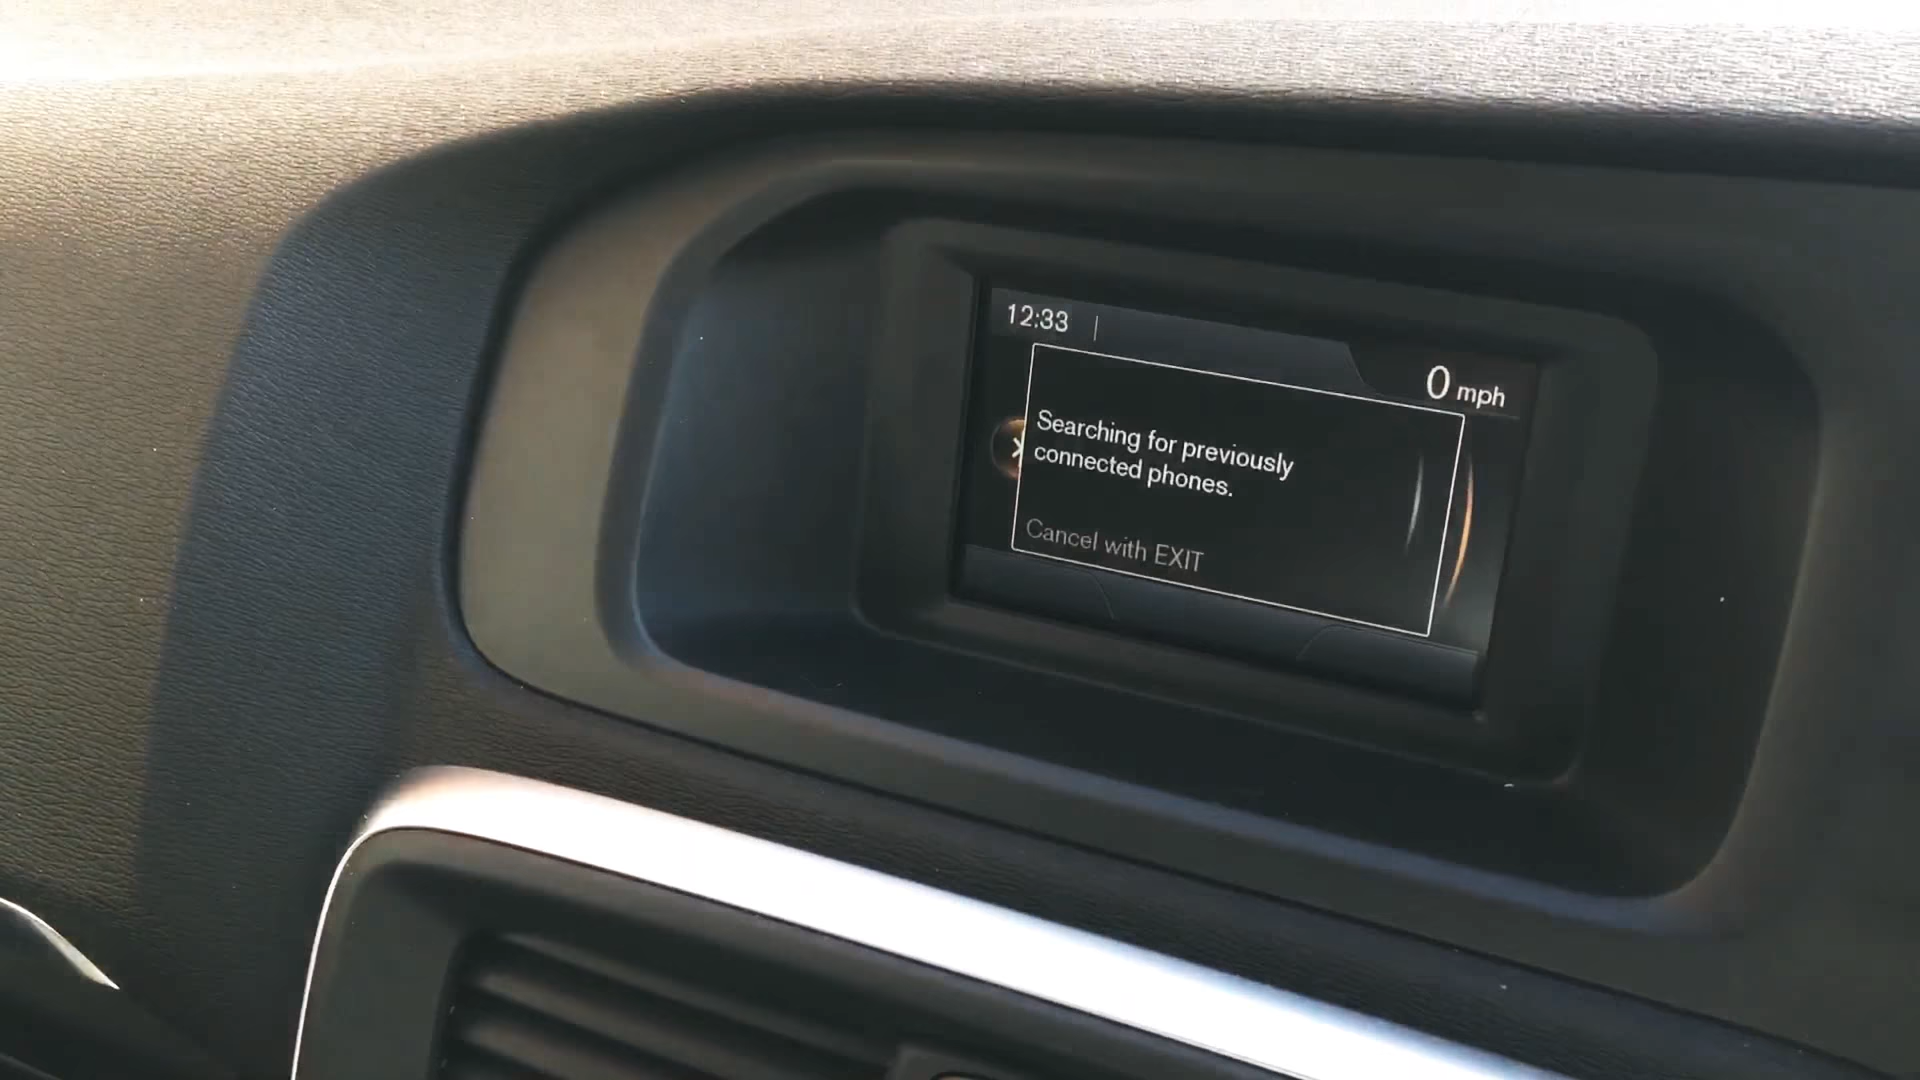 12:33
0 mph
Searching for previously
connected phones.
Cancel with EXIT